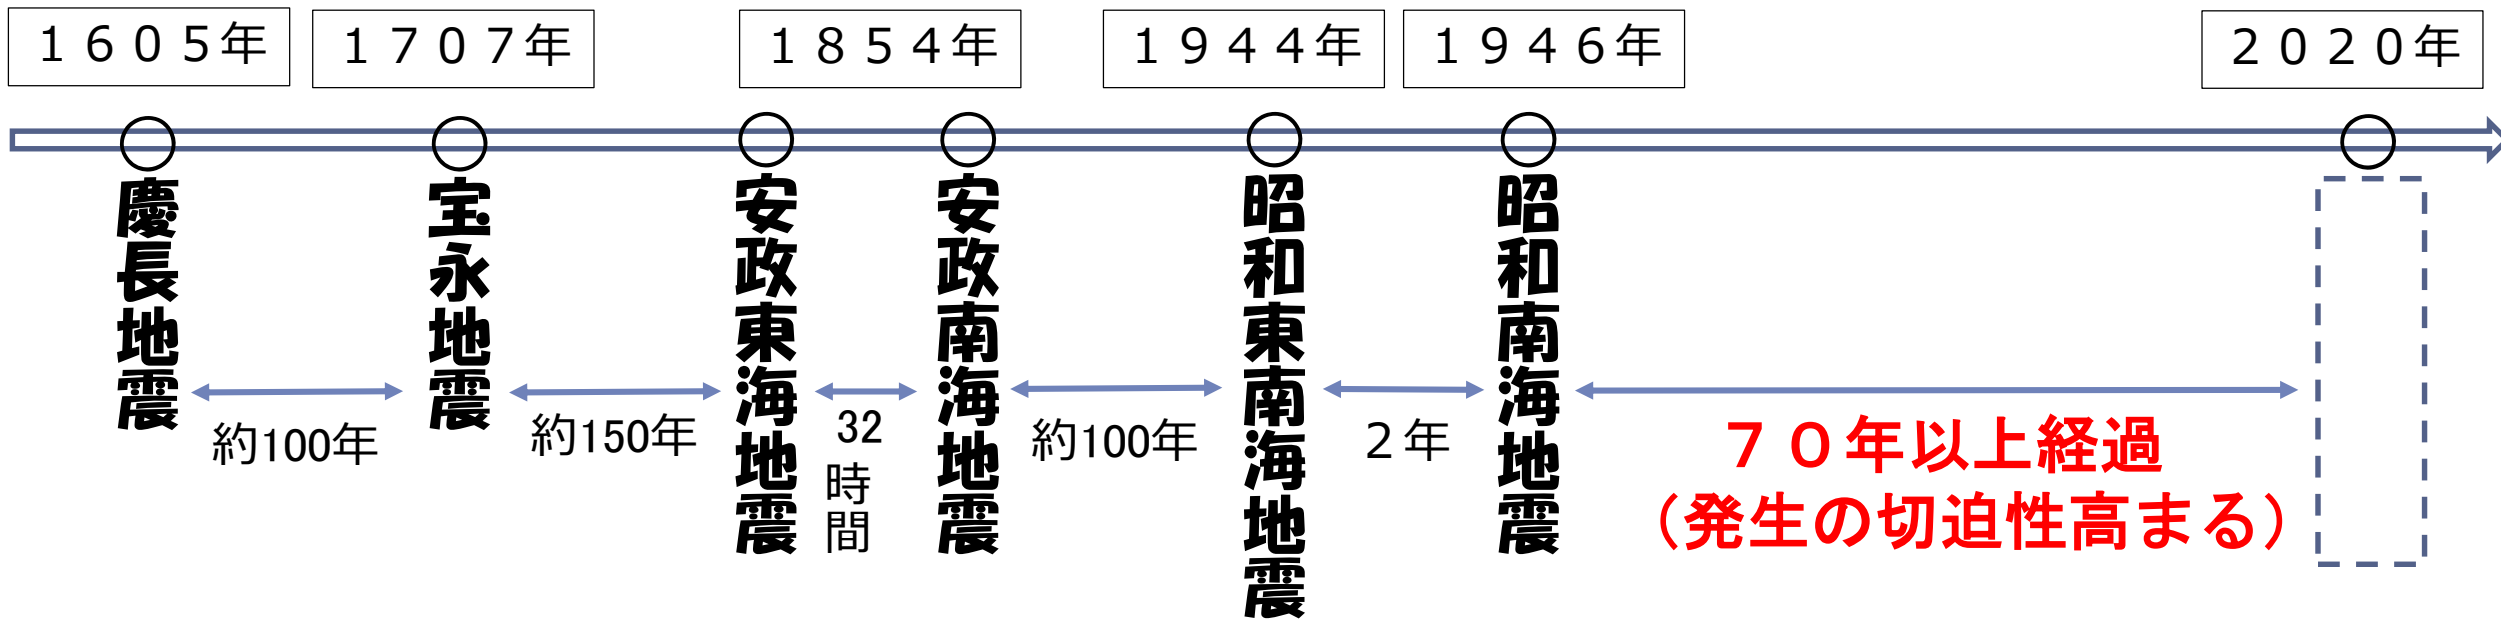 １６０５年
１７０７年
１８５４年
１９４４年
１９４６年
２０２０年
慶長地震
宝永地震
安政東海地震
安政南海地震
昭和東南海地震
昭和南海地震
約100年
約150年
32時間
約100年
２年
７０年以上経過
（発生の切迫性高まる）